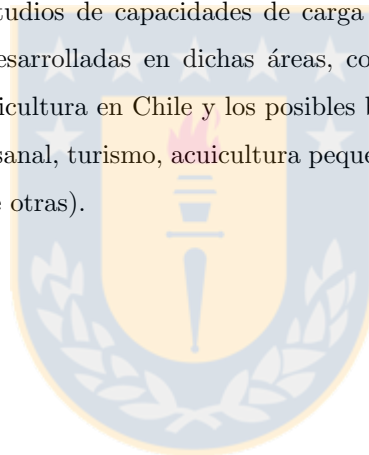 tudios de capacidades de carga
esarrolladas en dichas áreas, co
icultura en Chile y los posibles b
sanal, turismo, acuicultura peque
e otras).